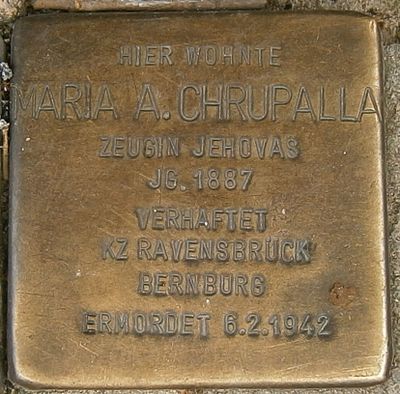 HIER WOHNTE
MARIA A. CHRUPALLA
ZEUGIN JEHOVAS
JG. 1887
VERHAFTET
KZ RAVENSBRÜCK
BERNBURG
ERMORDET 6.2.1942